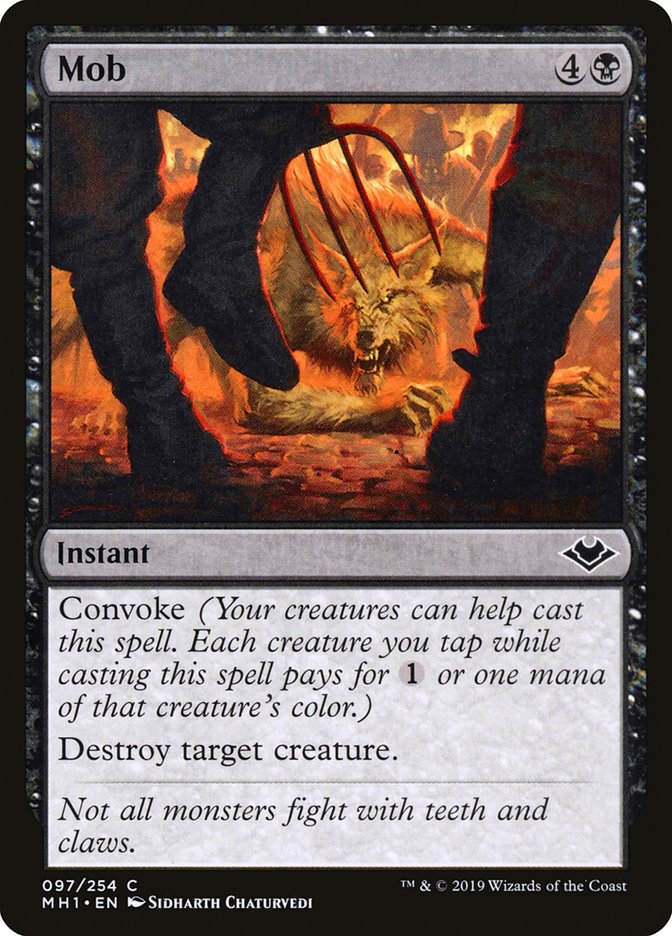 Mob 4
Instant
Convoke (Your creatures can help cast
this spell. Each creature you tap while
casting this spell pays for 1 or one mana
of that creature's color.)
Destroy target creature.
Not all monsters fight with teeth and
claws.
097/254 C ™ & © 2019 Wizards of the Coast
MH1 • EN Sidharth Chaturvedi